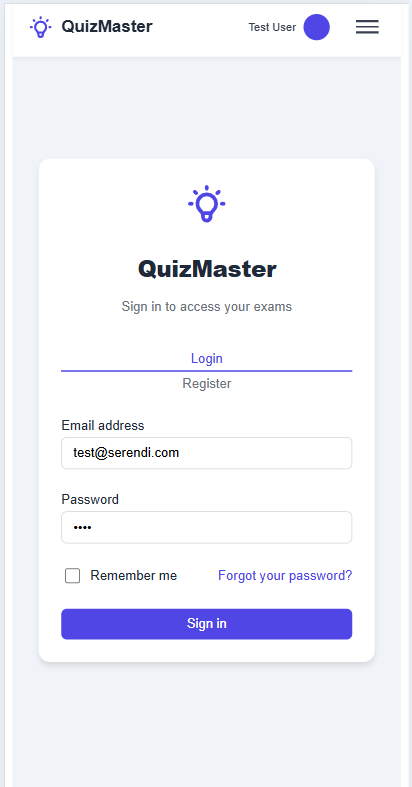 QuizMaster
Test User
QuizMaster
Sign in to access your exams
Login
Register
Email address
test@serendi.com
Password
••••
Remember me
Forgot your password?
Sign in